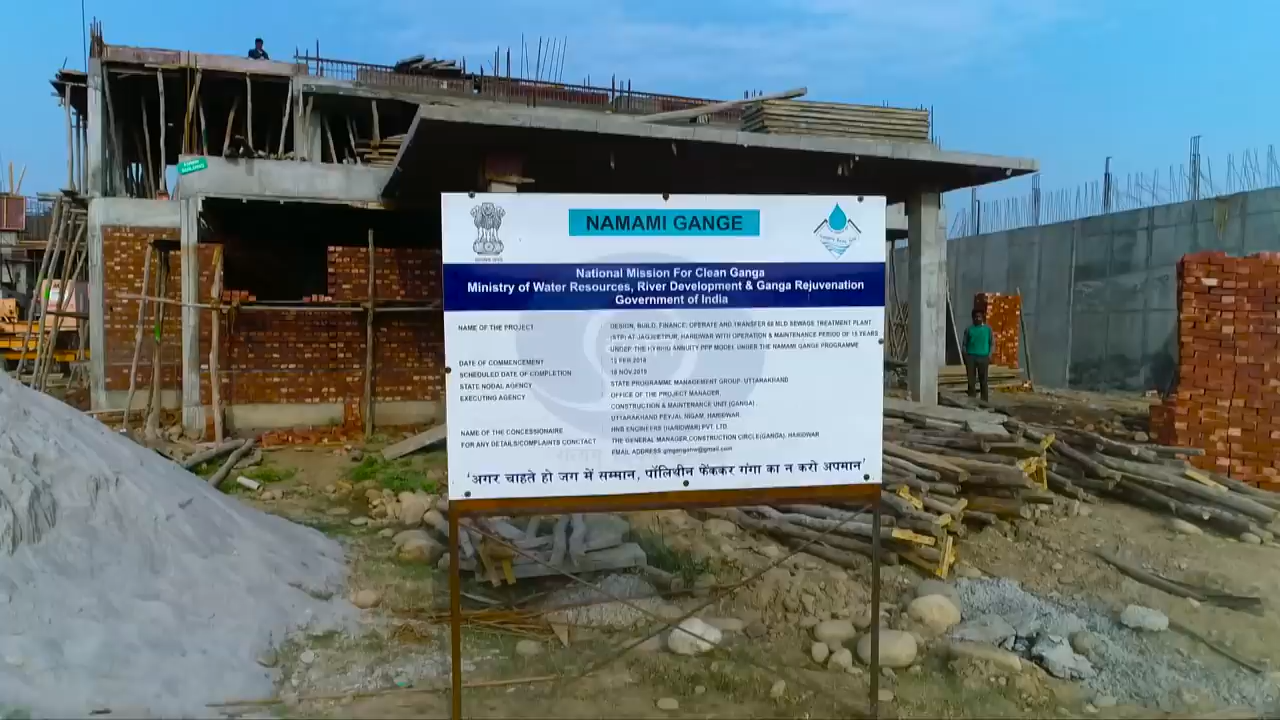 NAMAMI GANGE
National Mission For Clean Ganga
Ministry of Water Resources, River Development & Ganga Rejuvenation
Government of India
NAME OF THE PROJECT DESIGN, BUILD, FINANCE, OPERATE AND TRANSFER 68 MLD SEWAGE TREATMENT PLANT
(STP) AT JAGJEETPUR, HARIDWAR WITH OPERATION & MAINTENANCE PERIOD OF 15 YEARS
UNDER THE HYBRID ANNUITY PPP MODEL UNDER THE NAMAMI GANGE PROGRAMME
DATE OF COMMENCEMENT FEB 2018
SCHEDULED DATE OF COMPLETION NOV 2019
STATE NODAL AGENCY STATE PROGRAMME MANAGEMENT GROUP- UTTARAKHAND
EXECUTING AGENCY OFFICE OF THE PROJECT MANAGER,
CONSTRUCTION & MAINTENANCE UNIT (GANGA)
UTTARAKHAND PEYJAL NIGAM, HARIDWAR
NAME OF THE CONCESSIONAIRE HNB ENGINEERS (HARIDWAR) PVT. LTD
FOR ANY DETAILS/COMPLAINTS CONCTACT THE GENERAL MANAGER,CONSTRUCTION CIRCLE(GANGA), HARIDWAR
EMAIL ADDRESS
'अगर चाहते हो जग में सम्मान, पॉलिथीन फेंककर गंगा का न करो अपमान'